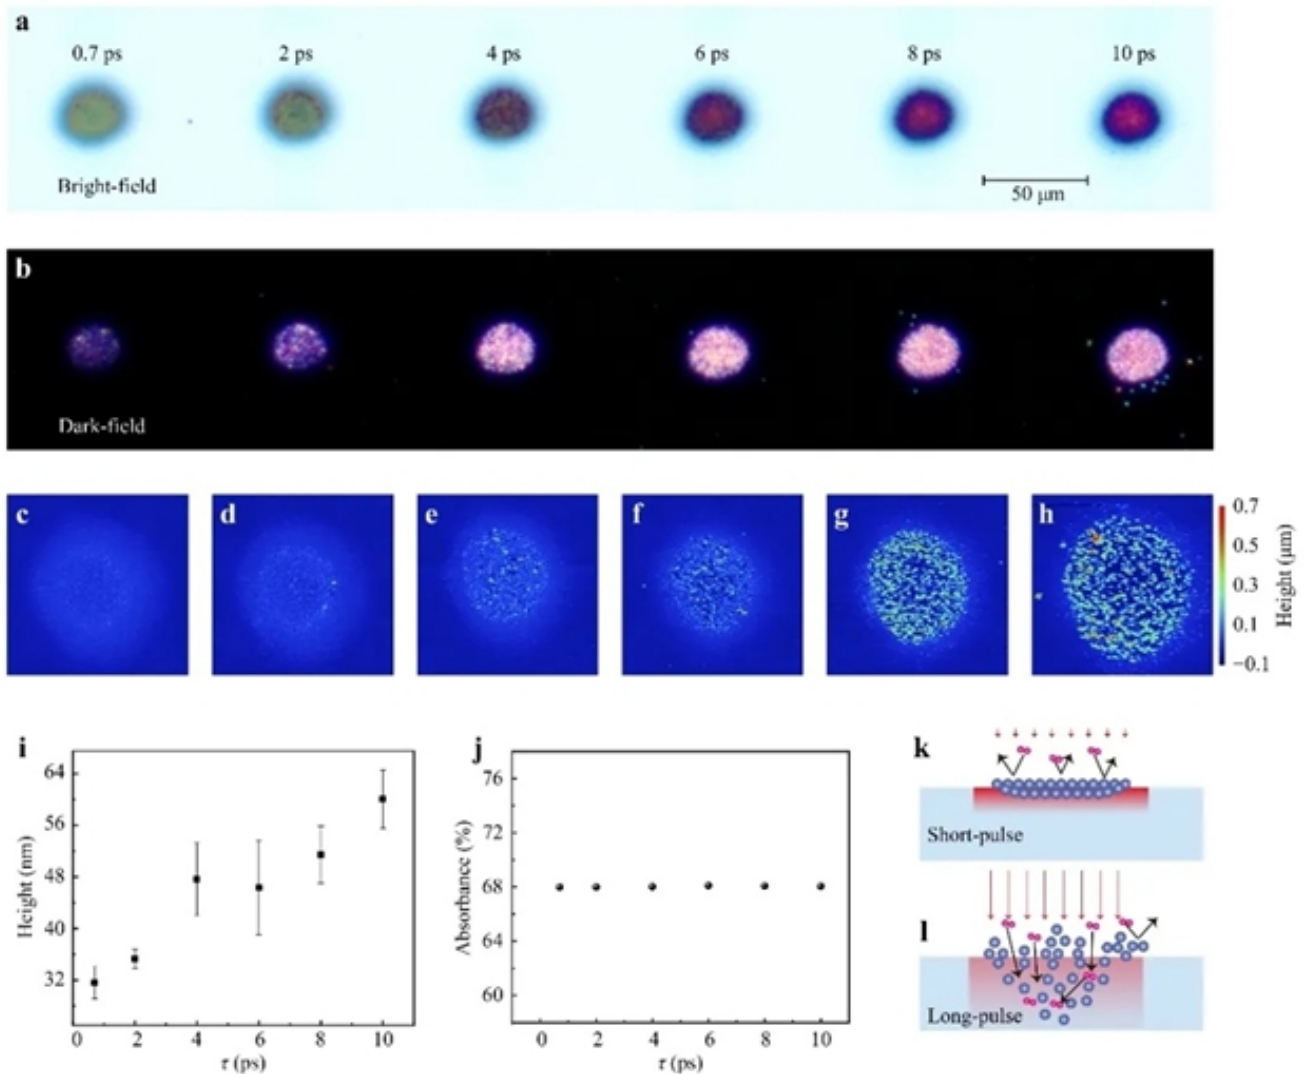 a
0.7 ps 2 ps 4 ps 6 ps 8 ps 10 ps
Bright-field
50 μm
b
Dark-field
c d e f g h
0.7
0.5
0.3
0.1
−0.1
Height (μm)
i
64
56
48
40
32
Height (nm)
0 2 4 6 8 10
τ (ps)
j
76
72
68
64
60
Absorbance (%)
0 2 4 6 8 10
τ (ps)
k
Short-pulse
l
Long-pulse